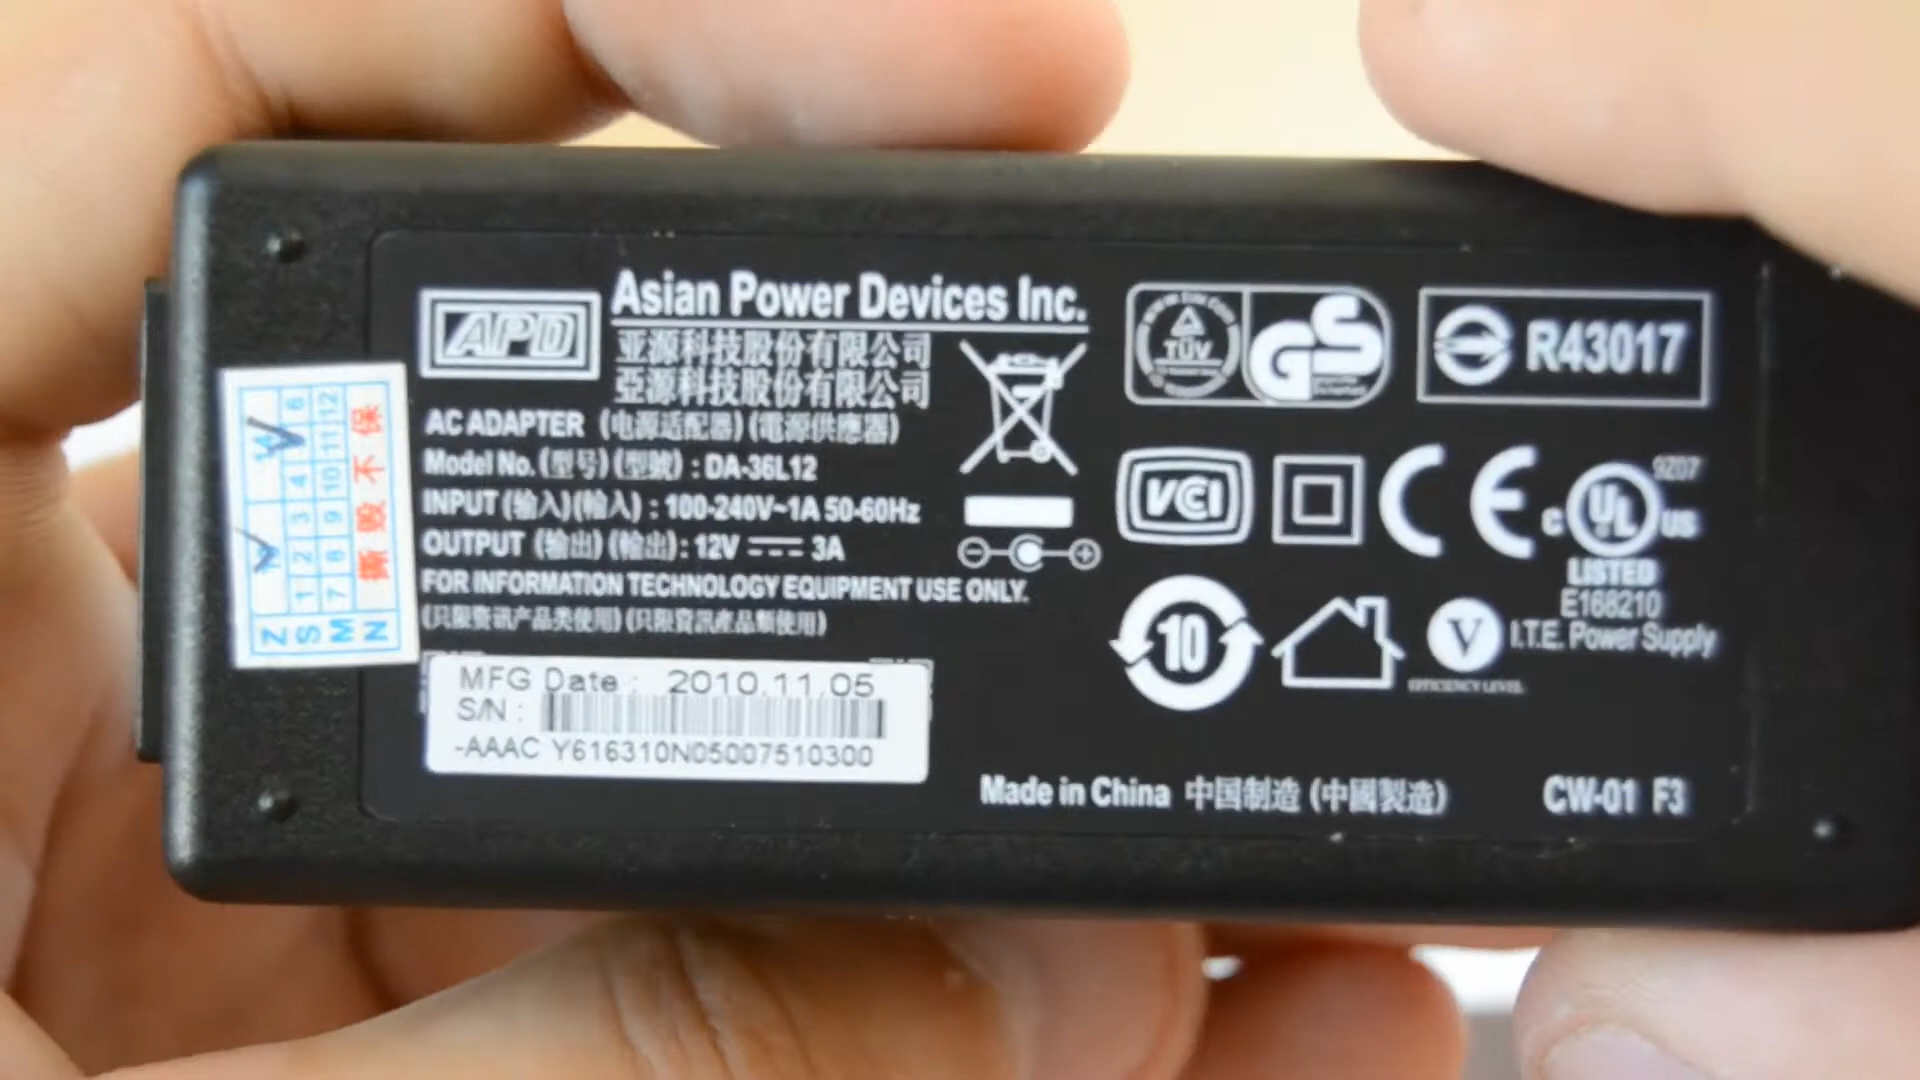 APD
Asian Power Devices Inc.
亚源科技股份有限公司
亞源科技股份有限公司
AC ADAPTER (电源适配器) (電源供應器)
Model No. (型号) (型號) : DA-36L12
INPUT (输入) (輸入) : 100-240V~1A 50-60Hz
OUTPUT (输出) (輸出) : 12V 3A
FOR INFORMATION TECHNOLOGY EQUIPMENT USE ONLY.
(只限资讯产品类使用) (只限資訊產品類使用)
MFG Date : 2010.11.05
S/N :
-AAAC Y616310N05007510300
TÜV
GS
R43017
VCCI
CE
9Z07
C UL US
LISTED
E168210
I.T.E. Power Supply
10
V
EFFICIENCY LEVEL
Made in China 中国制造 (中國製造)
CW-01 F3
Z
S 1 2 3 4 6
M 7 8 9 10 11 12
N 撕毁不保